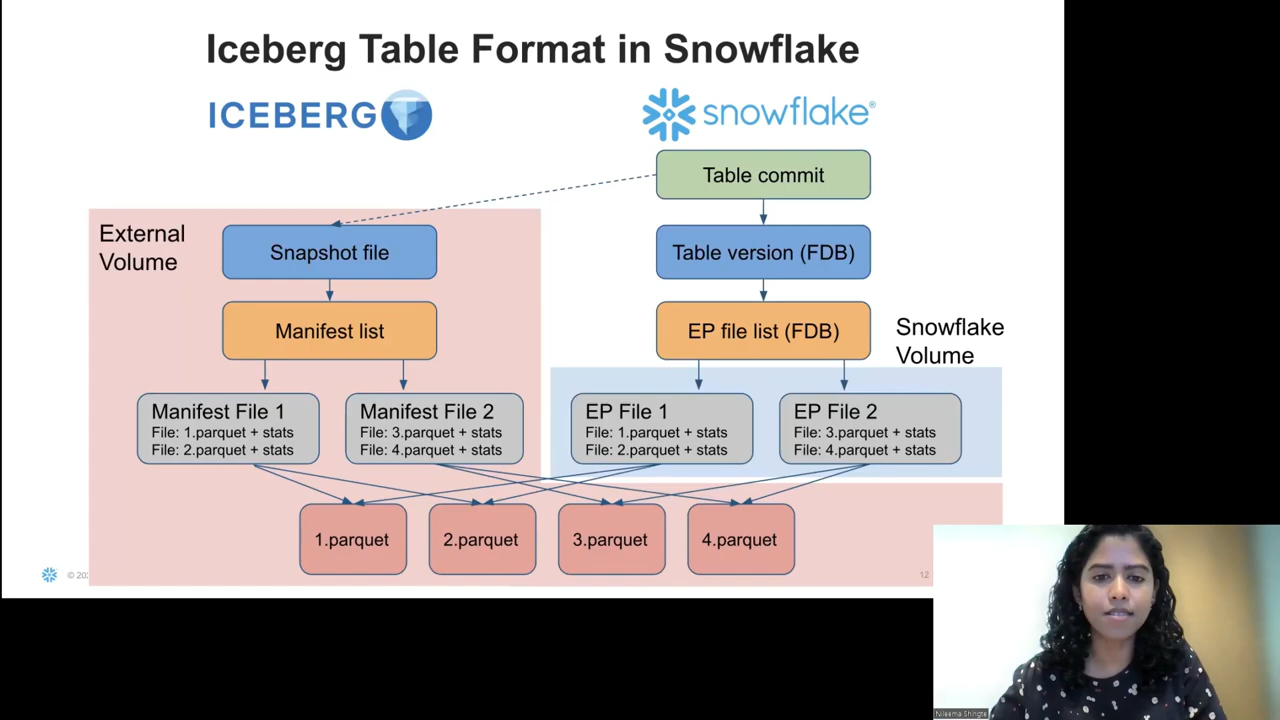 Iceberg Table Format in Snowflake
ICEBERG
snowflake®
Table commit
External
Volume
Snapshot file
Table version (FDB)
Manifest list
EP file list (FDB)
Snowflake
Volume
Manifest File 1
File: 1.parquet + stats
File: 2.parquet + stats
Manifest File 2
File: 3.parquet + stats
File: 4.parquet + stats
EP File 1
File: 1.parquet + stats
File: 2.parquet + stats
EP File 2
File: 3.parquet + stats
File: 4.parquet + stats
1.parquet
2.parquet
3.parquet
4.parquet
© 202
12
Nileema Shingte